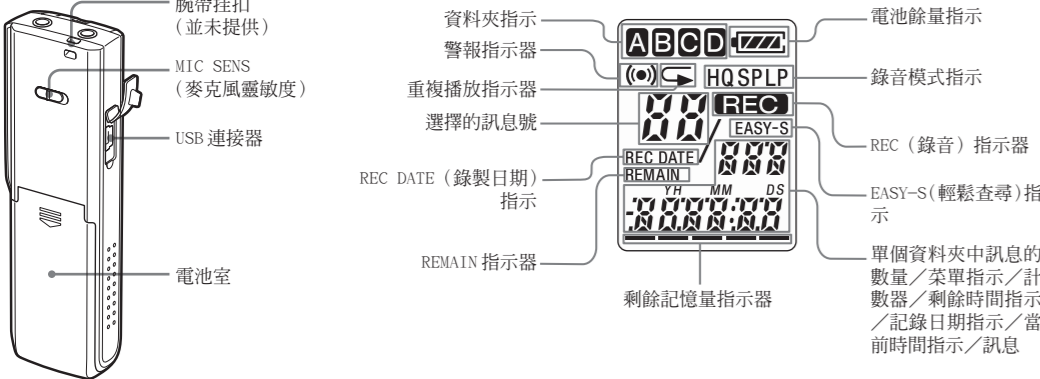 腕帶挂扣
(並未提供)
MIC SENS
(麥克風靈敏度)
USB 連接器
電池室
資料夾指示
警報指示器
重複播放指示器
選擇的訊息號
REC DATE（錄製日期）
指示
REMAIN 指示器
ABCD
HQSPLP
88
REC
EASY-S
REC DATE
888
REMAIN
YH MM DS
-8888:8.8
剩餘記憶量指示器
電池餘量指示
錄音模式指示
REC（錄音）指示器
EASY-S(輕鬆查尋)指
示
單個資料夾中訊息的
數量／菜單指示／計
數器／剩餘時間指示
／記錄日期指示／當
前時間指示／訊息